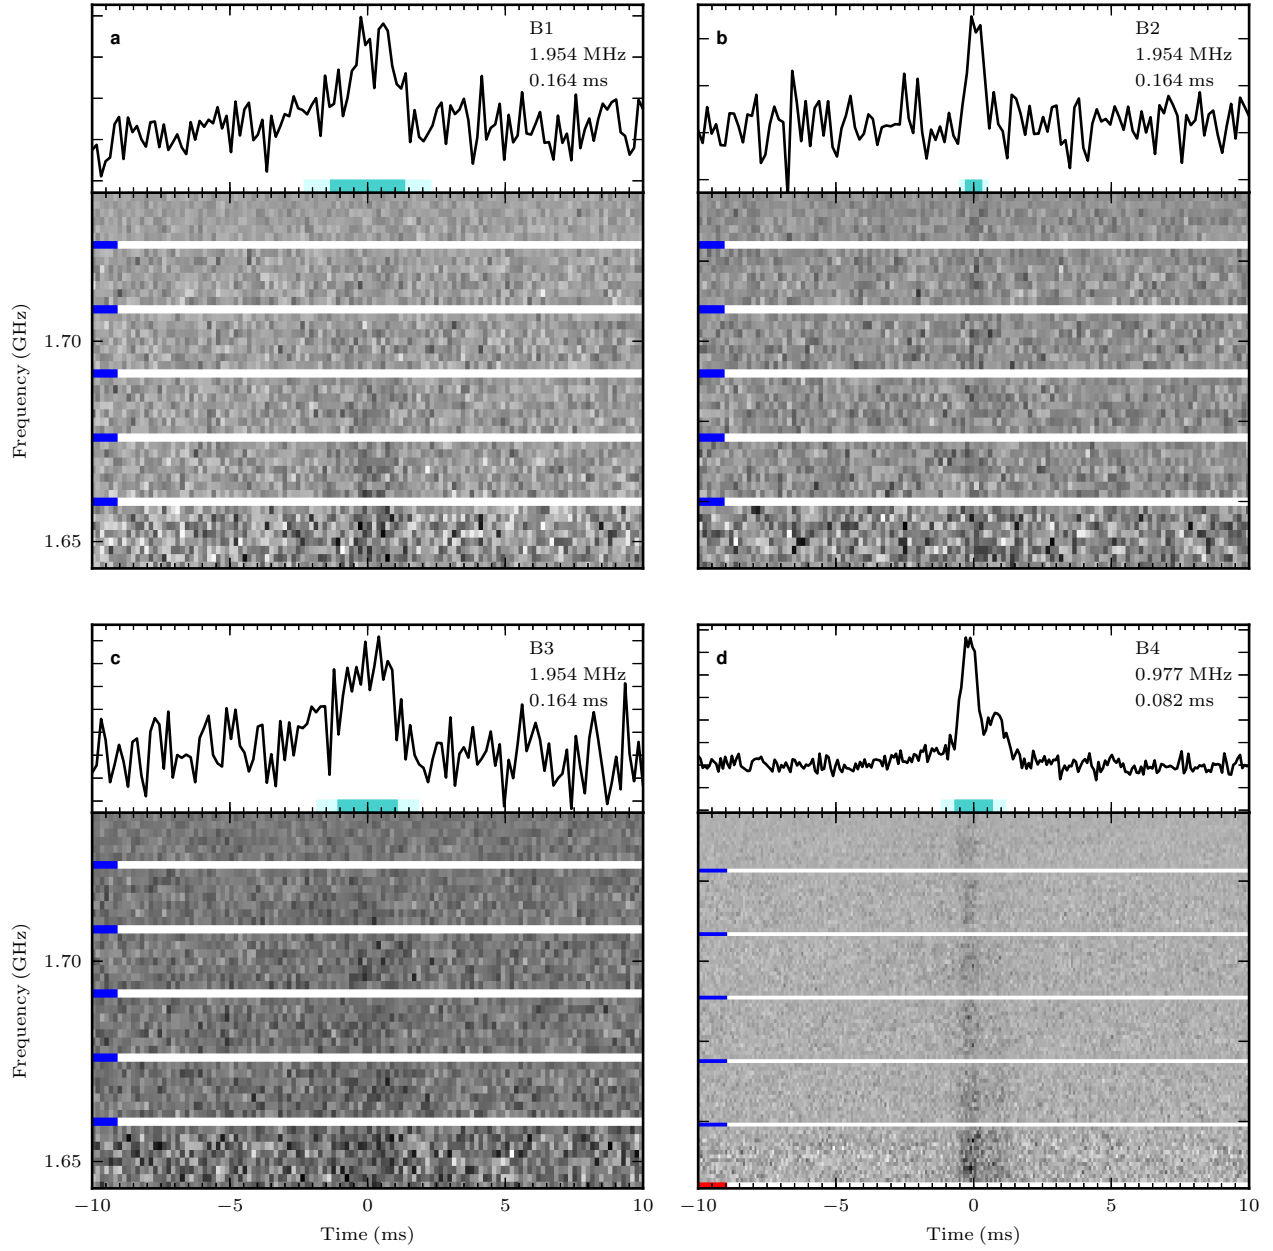 a
B1
1.954 MHz
0.164 ms
b
B2
1.954 MHz
0.164 ms
Frequency (GHz)
1.70
1.65
c
B3
1.954 MHz
0.164 ms
d
B4
0.977 MHz
0.082 ms
Frequency (GHz)
1.70
1.65
−10
−5
0
5
10
Time (ms)
−10
−5
0
5
10
Time (ms)